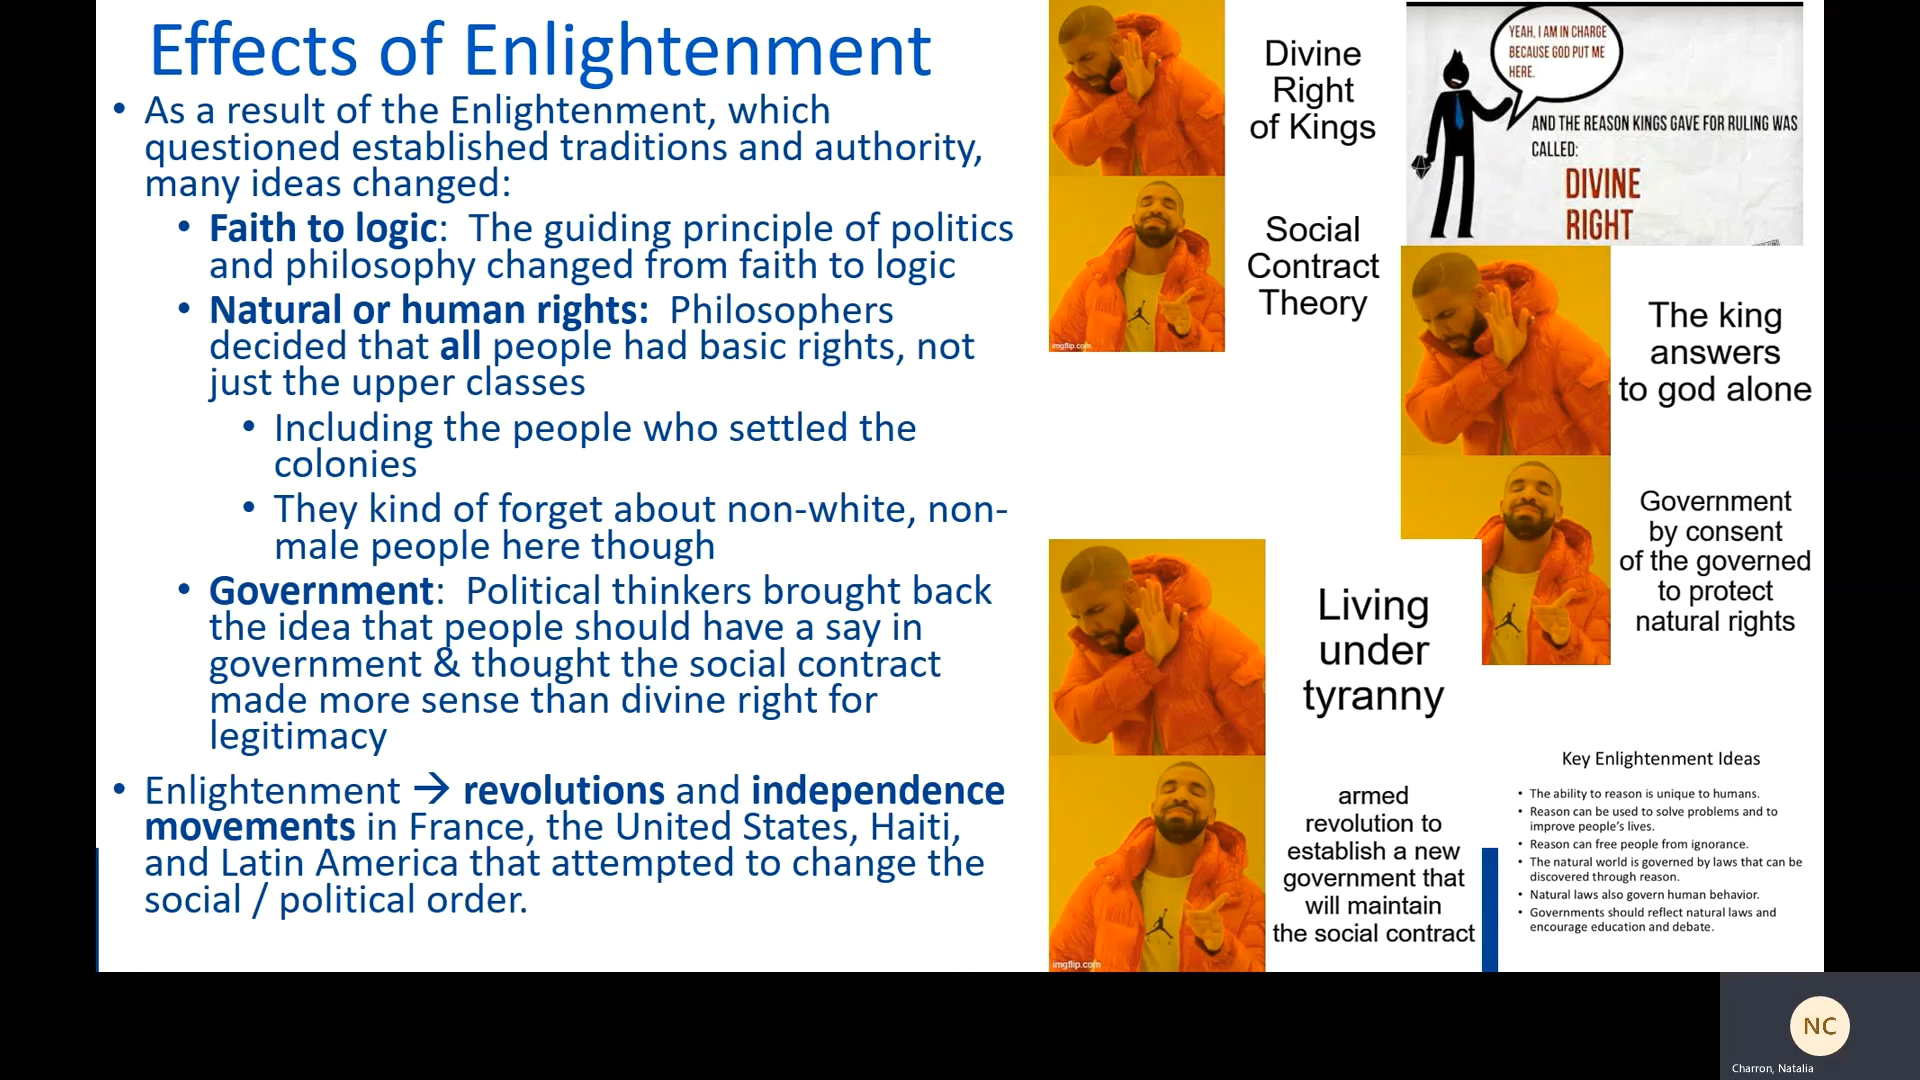 Effects of Enlightenment
• As a result of the Enlightenment, which
questioned established traditions and authority,
many ideas changed:
• Faith to logic:  The guiding principle of politics
and philosophy changed from faith to logic
• Natural or human rights:  Philosophers
decided that all people had basic rights, not
just the upper classes
• Including the people who settled the
colonies
• They kind of forget about non-white, non-
male people here though
• Government:  Political thinkers brought back
the idea that people should have a say in
government & thought the social contract
made more sense than divine right for
legitimacy
• Enlightenment → revolutions and independence
movements in France, the United States, Haiti,
and Latin America that attempted to change the
social / political order.
Divine
Right
of Kings
Social
Contract
Theory
imgflip.com
YEAH. I AM IN CHARGE
BECAUSE GOD PUT ME
HERE.
AND THE REASON KINGS GAVE FOR RULING WAS
CALLED:
DIVINE
RIGHT
The king
answers
to god alone
Government
by consent
of the governed
to protect
natural rights
Living
under
tyranny
armed
revolution to
establish a new
government that
will maintain
the social contract
imgflip.com
Key Enlightenment Ideas
• The ability to reason is unique to humans.
• Reason can be used to solve problems and to
improve people's lives.
• Reason can free people from ignorance.
• The natural world is governed by laws that can be
discovered through reason.
• Natural laws also govern human behavior.
• Governments should reflect natural laws and
encourage education and debate.
NC
Charron, Natalia